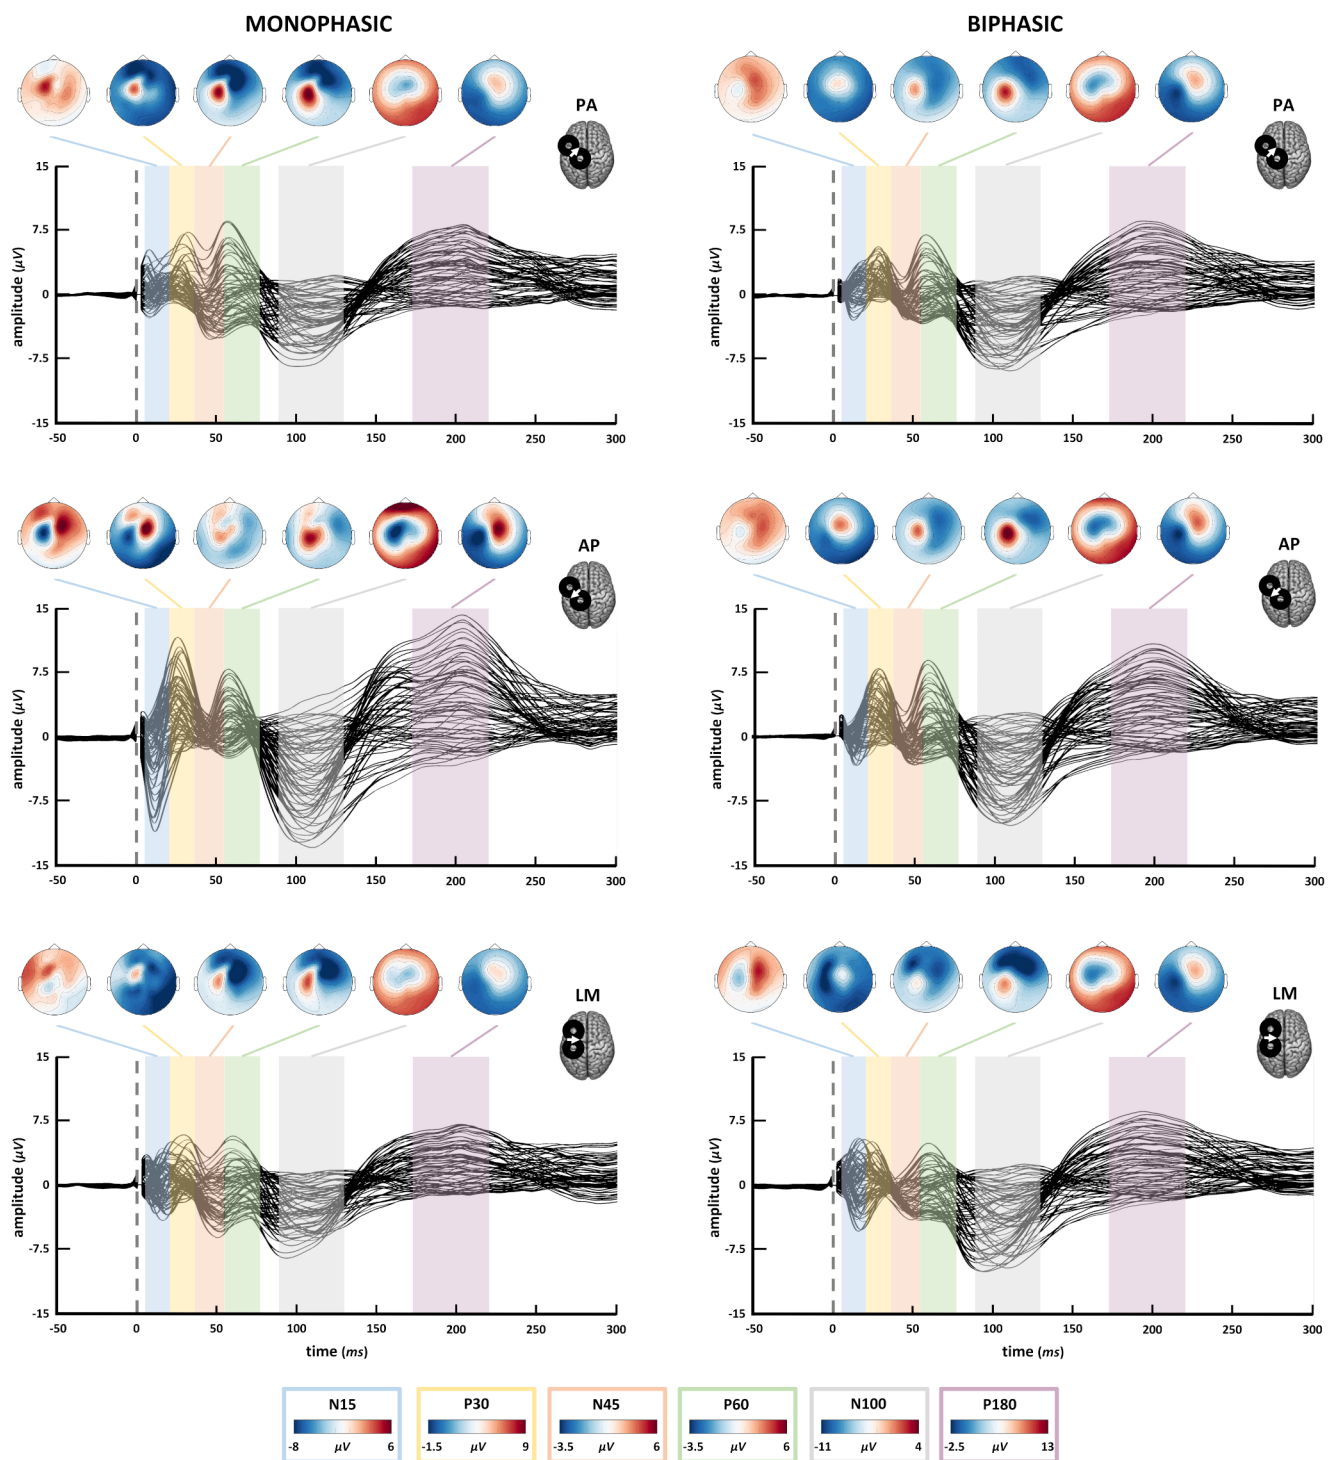 MONOPHASIC
BIPHASIC
PA
PA
15
7.5
0
-7.5
-15
amplitude (µV)
-50 0 50 100 150 200 250 300
15
7.5
0
-7.5
-15
amplitude (µV)
-50 0 50 100 150 200 250 300
AP
AP
15
7.5
0
-7.5
-15
amplitude (µV)
-50 0 50 100 150 200 250 300
15
7.5
0
-7.5
-15
amplitude (µV)
-50 0 50 100 150 200 250 300
LM
LM
15
7.5
0
-7.5
-15
amplitude (µV)
-50 0 50 100 150 200 250 300
time (ms)
15
7.5
0
-7.5
-15
amplitude (µV)
-50 0 50 100 150 200 250 300
time (ms)
N15
-8 µV 6
P30
-1.5 µV 9
N45
-3.5 µV 6
P60
-3.5 µV 6
N100
-11 µV 4
P180
-2.5 µV 13